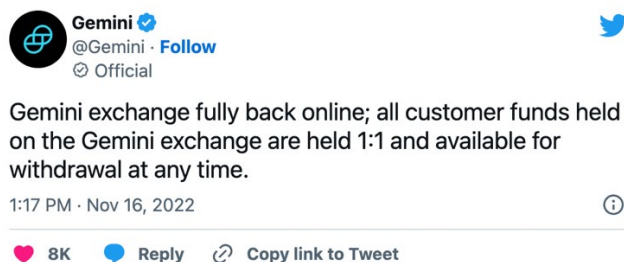 Gemini
@Gemini · Follow
Official
Gemini exchange fully back online; all customer funds held
on the Gemini exchange are held 1:1 and available for
withdrawal at any time.
1:17 PM · Nov 16, 2022
8K Reply Copy link to Tweet